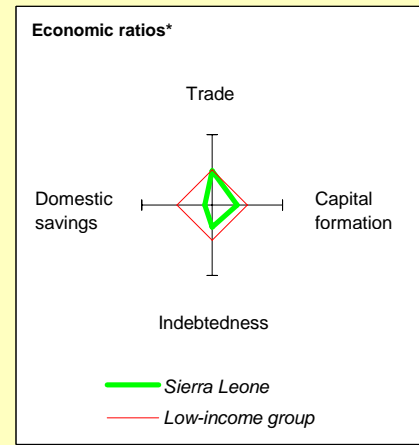 Economic ratios*
Trade
Domestic
savings
Capital
formation
Indebtedness
Sierra Leone
Low-income group